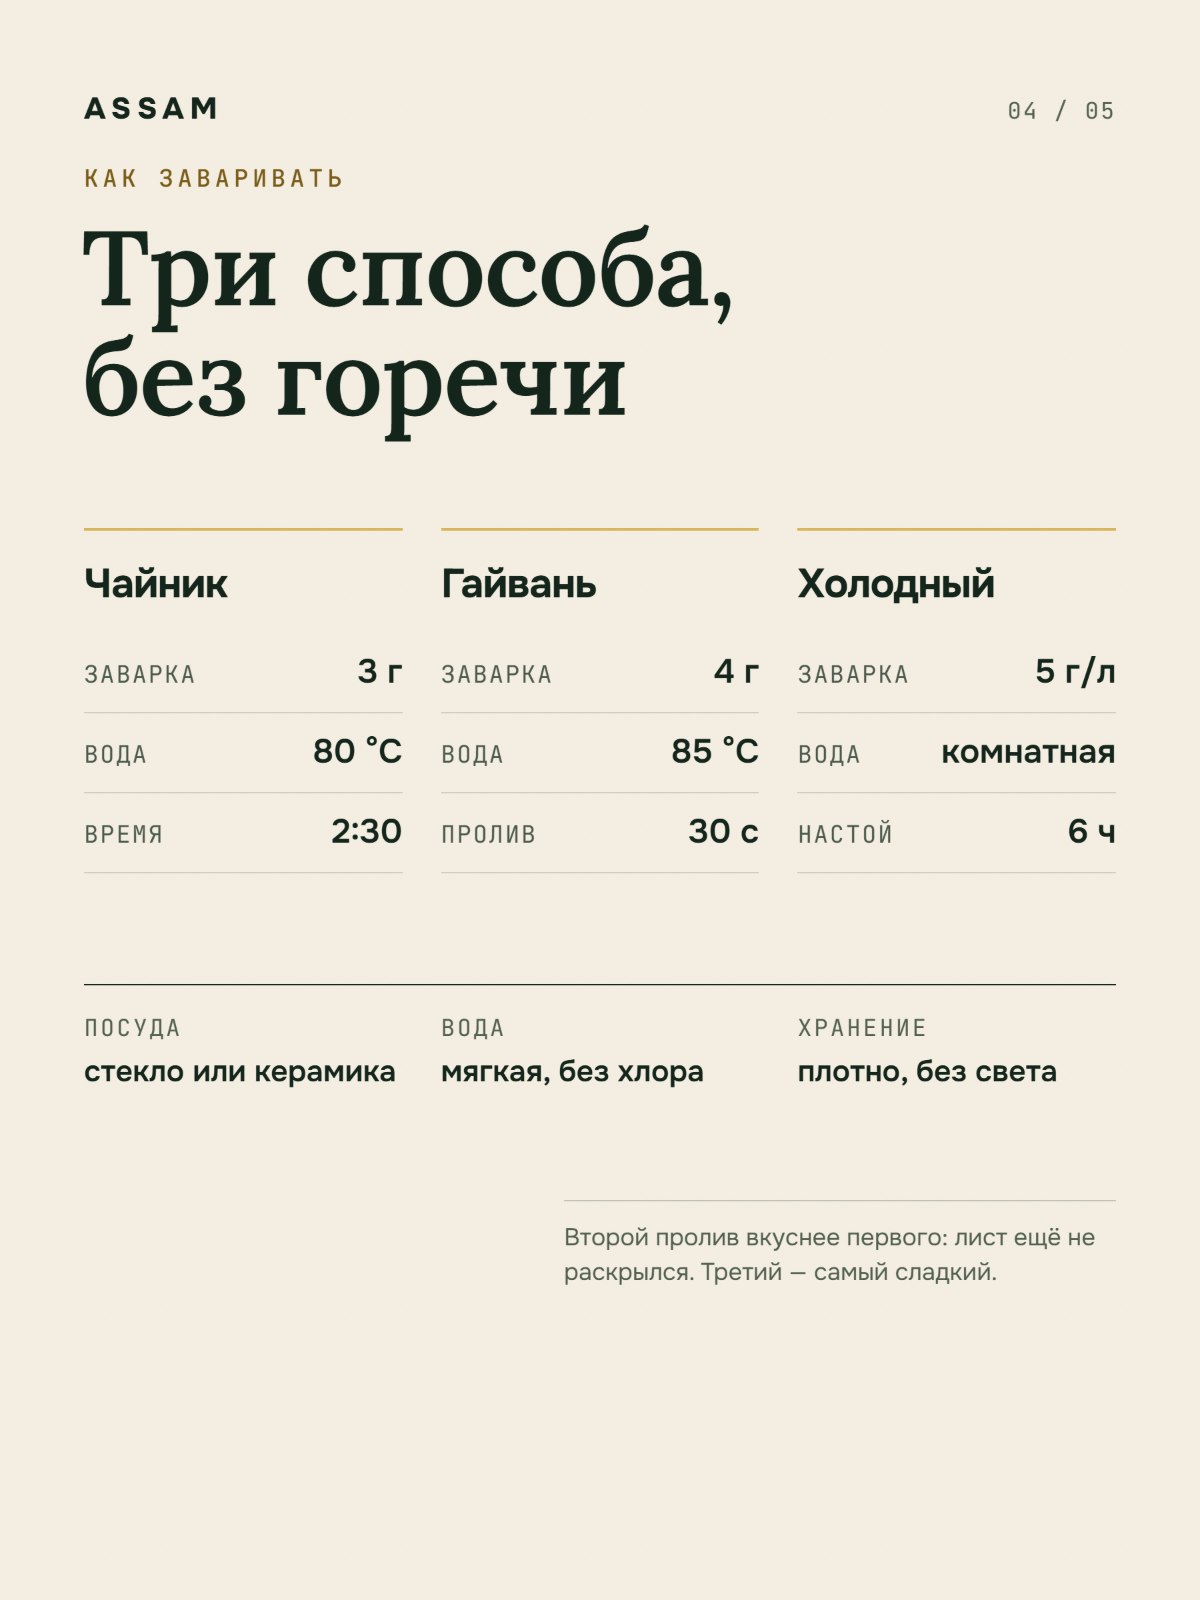 ASSAM
04 / 05
КАК ЗАВАРИВАТЬ
Три способа,
без горечи
Чайник
ЗАВАРКА 3 г
ВОДА 80 °C
ВРЕМЯ 2:30
Гайвань
ЗАВАРКА 4 г
ВОДА 85 °C
ПРОЛИВ 30 с
Холодный
ЗАВАРКА 5 г/л
ВОДА комнатная
НАСТОЙ 6 ч
ПОСУДА
стекло или керамика
ВОДА
мягкая, без хлора
ХРАНЕНИЕ
плотно, без света
Второй пролив вкуснее первого: лист ещё не
раскрылся. Третий — самый сладкий.